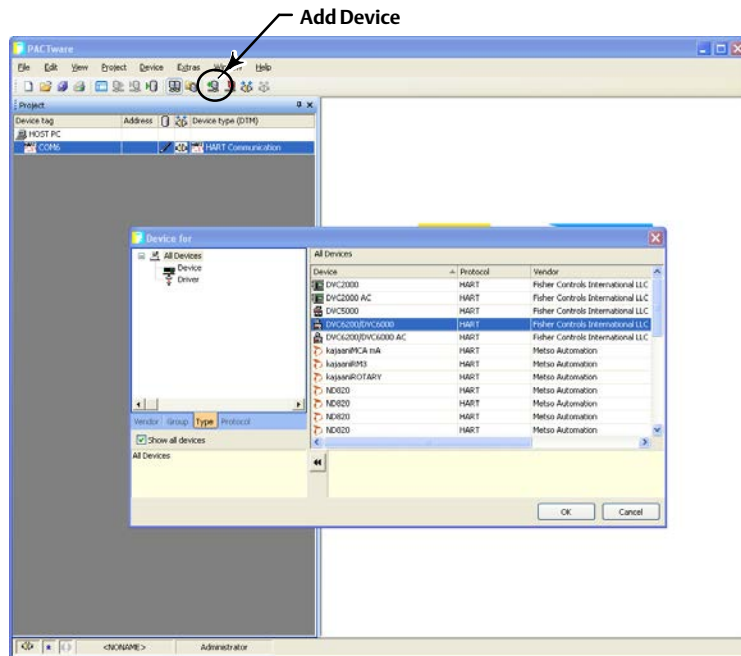 Add Device
PACTware
File Edit View Project Device Extras Window Help
Project
Device tag Address Device type (DTM)
HOST PC
COM6 HART Communication
Device for
All Devices
Device
Driver
Vendor Group Type Protocol
Show all devices
All Devices
All Devices
Device Protocol Vendor
DVC2000 HART Fisher Controls International LLC
DVC2000 AC HART Fisher Controls International LLC
DVC5000 HART Fisher Controls International LLC
DVC6200/DVC6000 HART Fisher Controls International LLC
DVC6200/DVC6000 AC HART Fisher Controls International LLC
kajaaniMCA mA HART Metso Automation
kajaaniRM3 HART Metso Automation
kajaaniROTARY HART Metso Automation
ND820 HART Metso Automation
ND820 HART Metso Automation
ND820 HART Metso Automation
ND820 HART Metso Automation
OK Cancel
<NONAME> Administrator